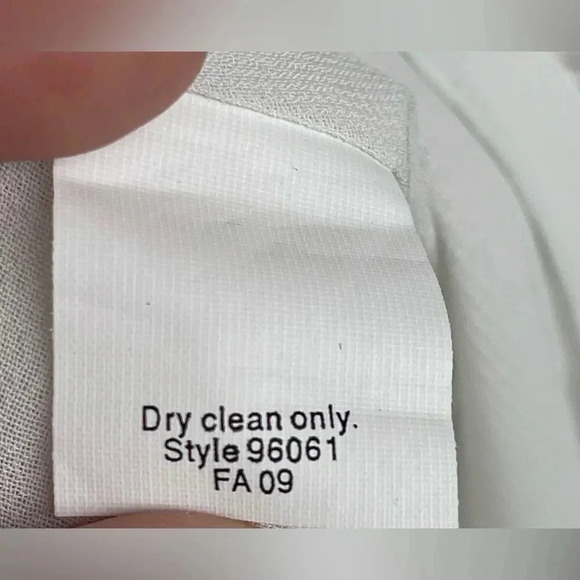 Dry clean only.
Style 96061
FA 09